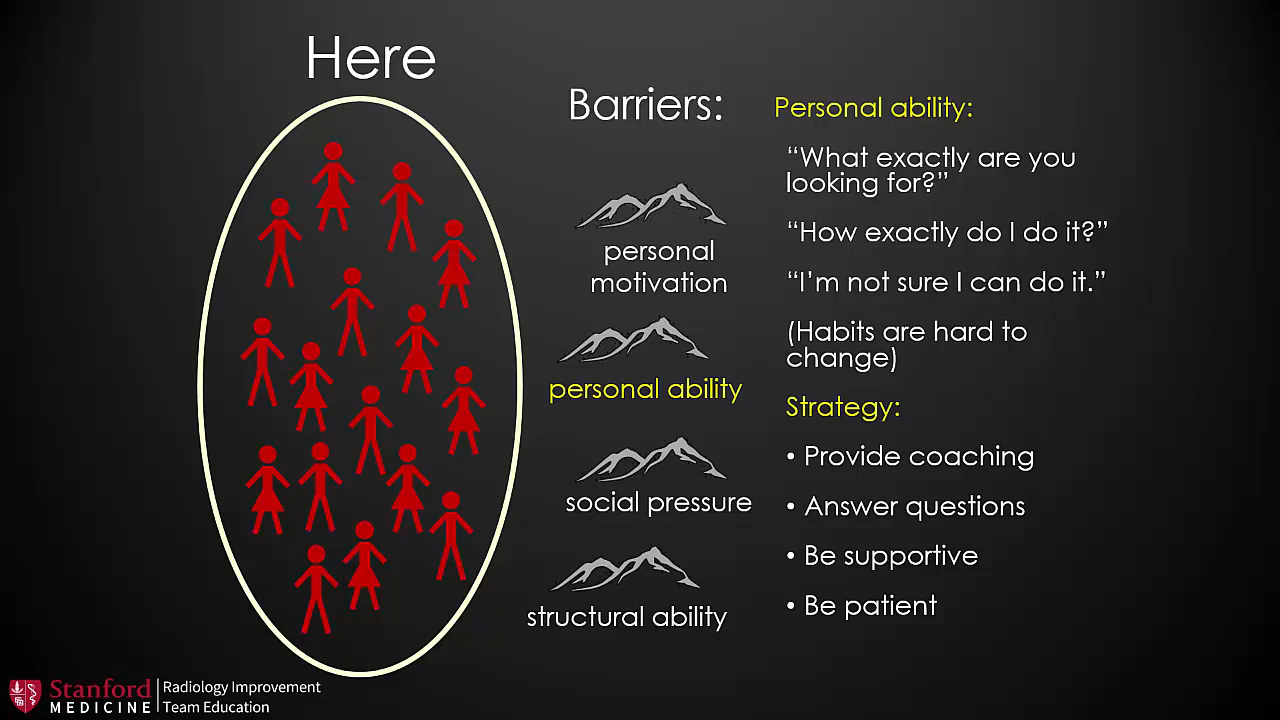 Here
Barriers:
personal
motivation
personal ability
social pressure
structural ability
Personal ability:
“What exactly are you
looking for?”
“How exactly do I do it?”
“I’m not sure I can do it.”
(Habits are hard to
change)
Strategy:
• Provide coaching
• Answer questions
• Be supportive
• Be patient
Stanford
MEDICINE
Radiology Improvement
Team Education